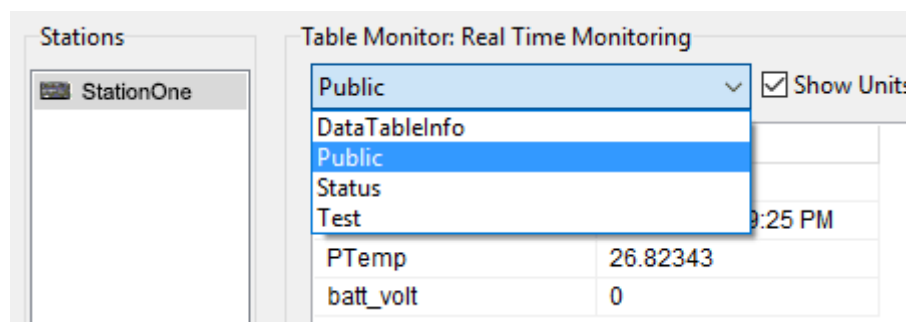 Stations
Table Monitor: Real Time Monitoring
StationOne
Public
Show Units
DataTableInfo
Public
Status
Test
9:25 PM
PTemp 26.82343
batt_volt 0